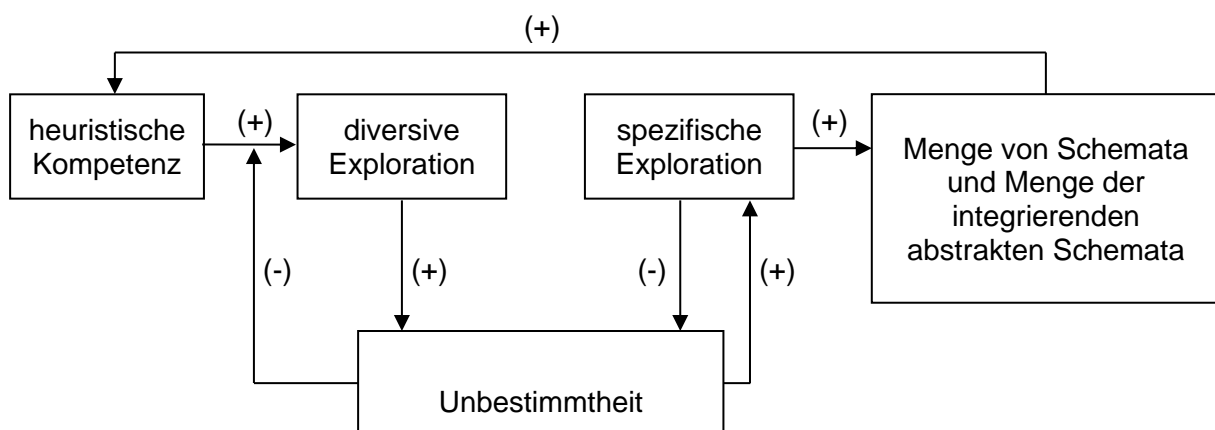 (+)
heuristische
Kompetenz
(+)
diversive
Exploration
spezifische
Exploration
(+)
Menge von Schemata
und Menge der
integrierenden
abstrakten Schemata
(-)
(+)
(-)
(+)
Unbestimmtheit